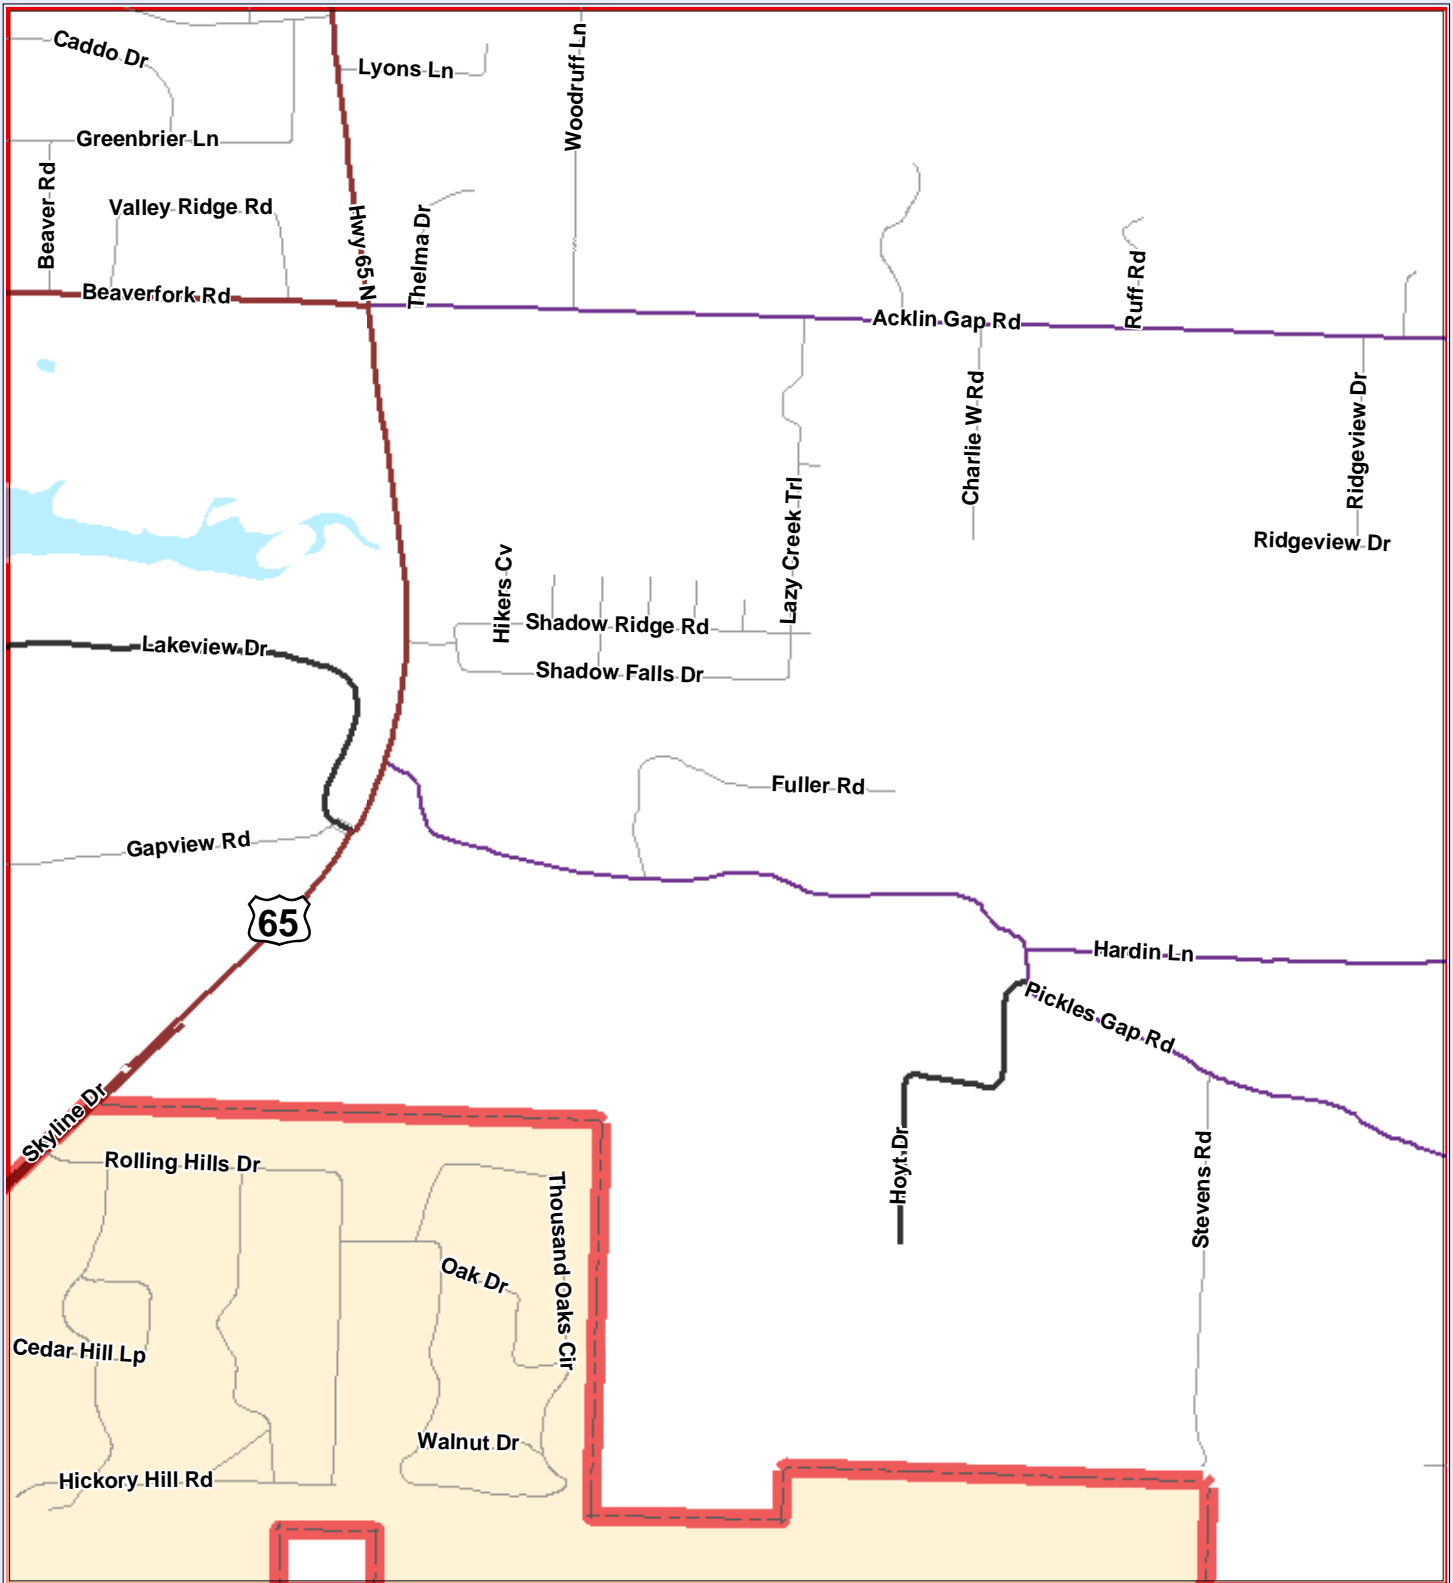 Caddo Dr
Lyons Ln
Woodruff Ln
Greenbrier Ln
Beaver Rd
Valley Ridge Rd
Hwy 65 N
Thelma Dr
Beaverfork Rd
Acklin Gap Rd
Ruff Rd
Charlie W Rd
Ridgeview Dr
Ridgeview Dr
Lazy Creek Trl
Hikers Cv
Shadow Ridge Rd
Lakeview Dr
Shadow Falls Dr
Fuller Rd
Gapview Rd
65
Hardin Ln
Pickles Gap Rd
Skyline Dr
Hoyt Dr
Stevens Rd
Rolling Hills Dr
Thousand Oaks Cir
Oak Dr
Cedar Hill Lp
Walnut Dr
Hickory Hill Rd